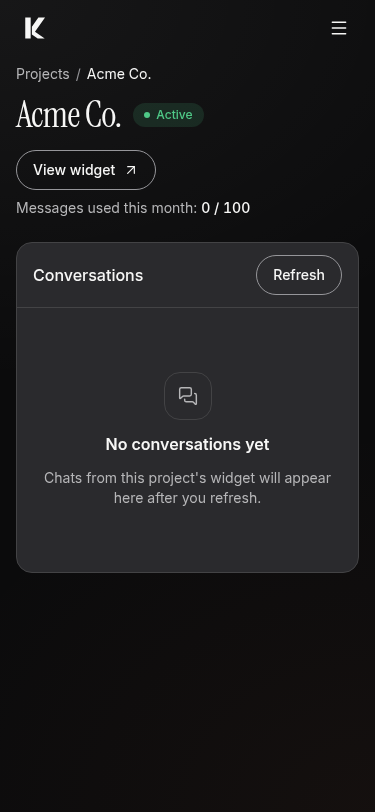 K
Projects / Acme Co.
Acme Co.
Active
View widget
Messages used this month: 0 / 100
Conversations
Refresh
No conversations yet
Chats from this project's widget will appear
here after you refresh.